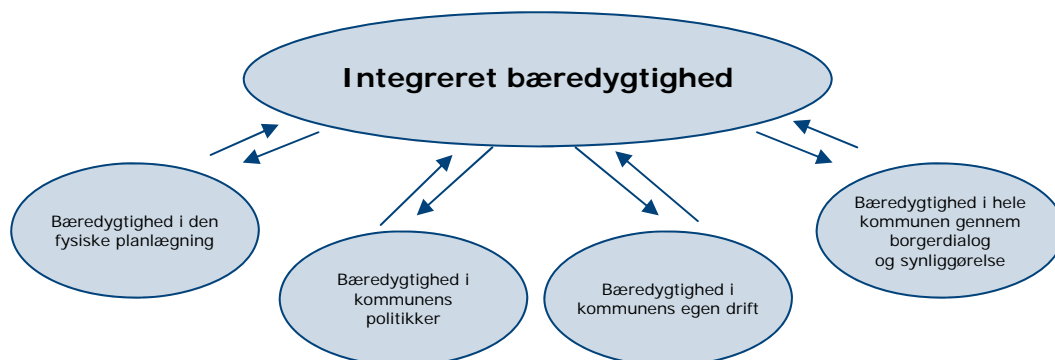 Integreret bæredygtighed
Bæredygtighed i den
fysiske planlægning
Bæredygtighed i
kommunens
politikker
Bæredygtighed i
kommunens egen drift
Bæredygtighed i hele
kommunen gennem
borgerdialog
og synliggørelse